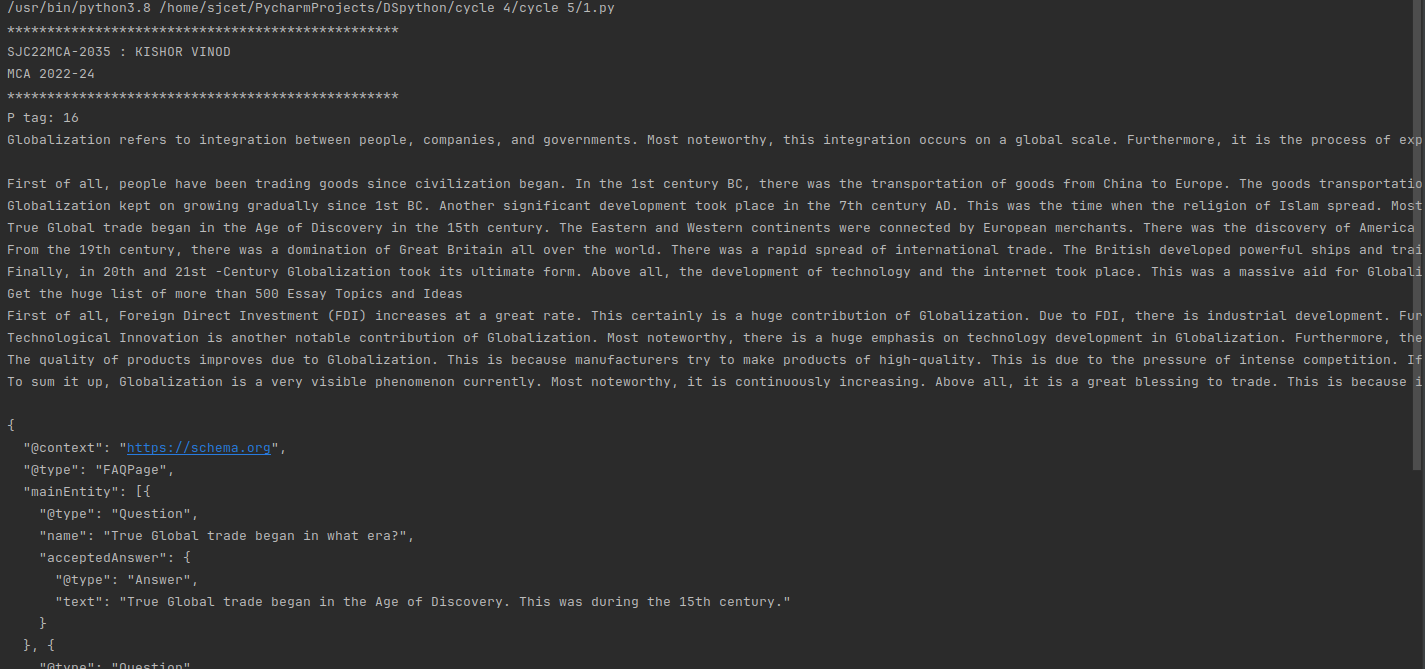 /usr/bin/python3.8 /home/sjcet/PycharmProjects/DSpython/cycle 4/cycle 5/1.py
*************************************************
SJC22MCA-2035 : KISHOR VINOD
MCA 2022-24
*************************************************
P tag: 16
Globalization refers to integration between people, companies, and governments. Most noteworthy, this integration occurs on a global scale. Furthermore, it is the process of exp
First of all, people have been trading goods since civilization began. In the 1st century BC, there was the transportation of goods from China to Europe. The goods transportatio
Globalization kept on growing gradually since 1st BC. Another significant development took place in the 7th century AD. This was the time when the religion of Islam spread. Most
True Global trade began in the Age of Discovery in the 15th century. The Eastern and Western continents were connected by European merchants. There was the discovery of America
From the 19th century, there was a domination of Great Britain all over the world. There was a rapid spread of international trade. The British developed powerful ships and trai
Finally, in 20th and 21st -Century Globalization took its ultimate form. Above all, the development of technology and the internet took place. This was a massive aid for Globali
Get the huge list of more than 500 Essay Topics and Ideas
First of all, Foreign Direct Investment (FDI) increases at a great rate. This certainly is a huge contribution of Globalization. Due to FDI, there is industrial development. Fur
Technological Innovation is another notable contribution of Globalization. Most noteworthy, there is a huge emphasis on technology development in Globalization. Furthermore, the
The quality of products improves due to Globalization. This is because manufacturers try to make products of high-quality. This is due to the pressure of intense competition. If
To sum it up, Globalization is a very visible phenomenon currently. Most noteworthy, it is continuously increasing. Above all, it is a great blessing to trade. This is because i
{
"@context": "https://schema.org",
"@type": "FAQPage",
"mainEntity": [{
"@type": "Question",
"name": "True Global trade began in what era?",
"acceptedAnswer": {
"@type": "Answer",
"text": "True Global trade began in the Age of Discovery. This was during the 15th century."
}
}, {
"@type": "Question",